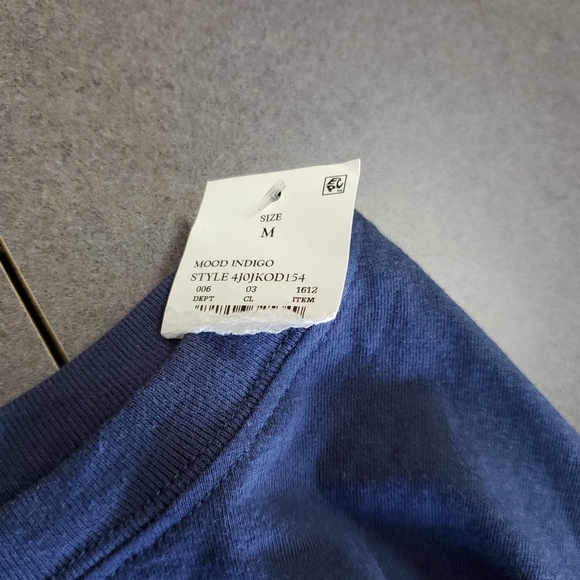 SIZE
M
MOOD INDIGO
STYLE 4J0JKOD154
006 03 1612
DEPT CL ITEM